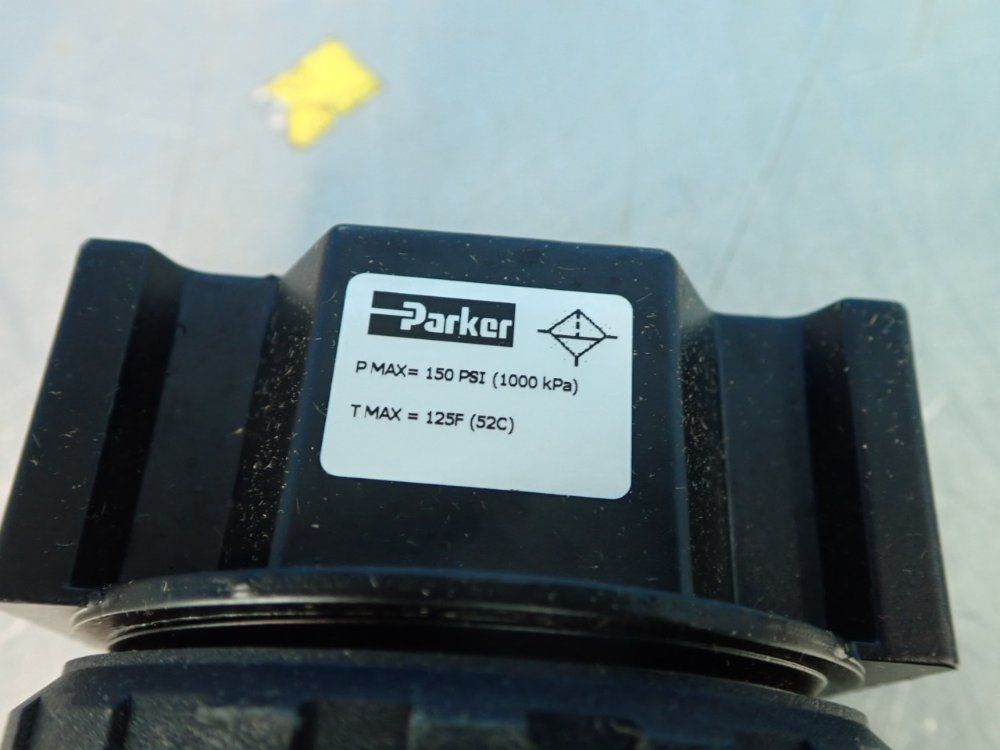 Parker
P MAX= 150 PSI (1000 kPa)
T MAX = 125F (52C)